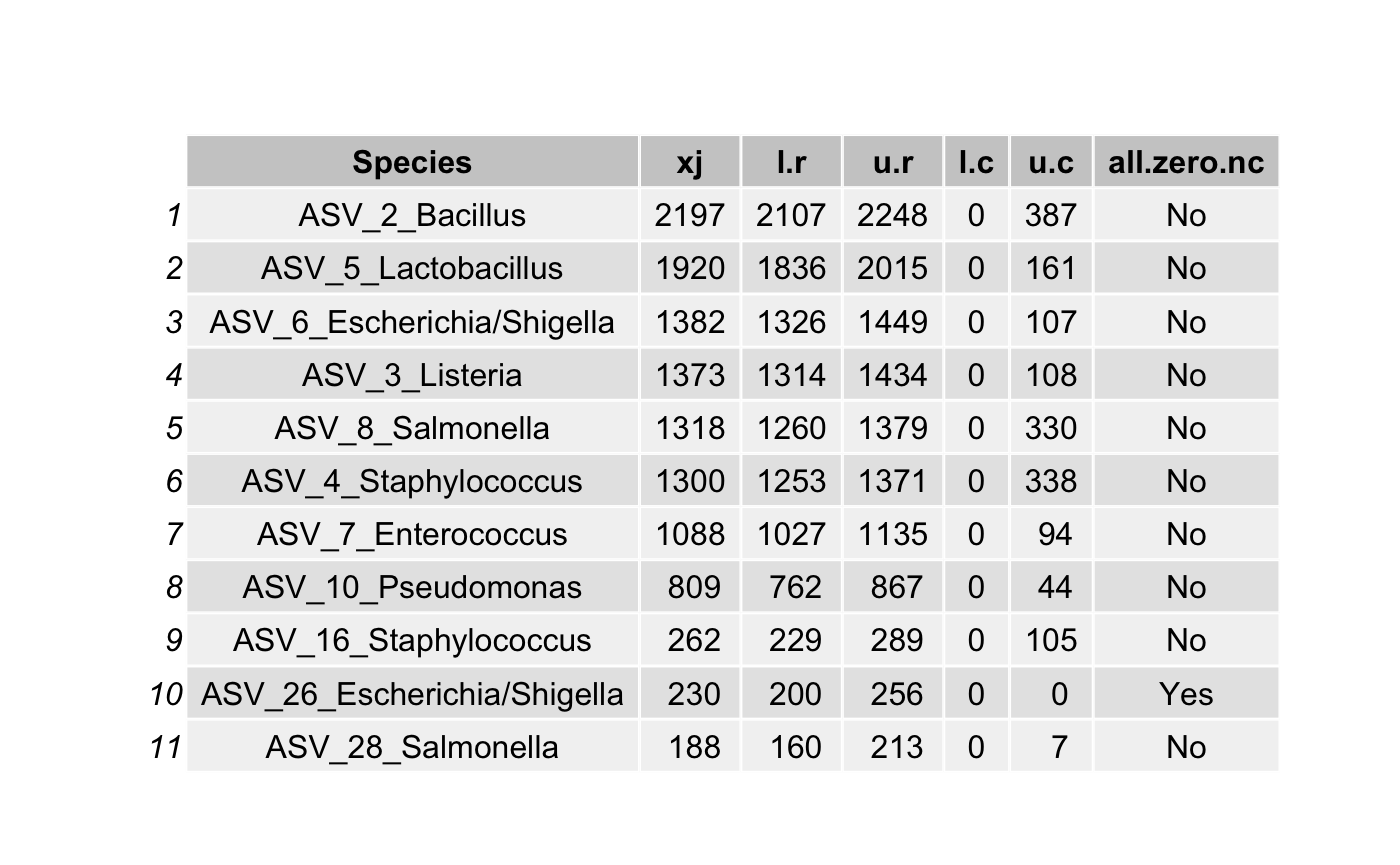 Species xj l.r u.r l.c u.c all.zero.nc
1 ASV_2_Bacillus 2197 2107 2248 0 387 No
2 ASV_5_Lactobacillus 1920 1836 2015 0 161 No
3 ASV_6_Escherichia/Shigella 1382 1326 1449 0 107 No
4 ASV_3_Listeria 1373 1314 1434 0 108 No
5 ASV_8_Salmonella 1318 1260 1379 0 330 No
6 ASV_4_Staphylococcus 1300 1253 1371 0 338 No
7 ASV_7_Enterococcus 1088 1027 1135 0 94 No
8 ASV_10_Pseudomonas 809 762 867 0 44 No
9 ASV_16_Staphylococcus 262 229 289 0 105 No
10 ASV_26_Escherichia/Shigella 230 200 256 0 0 Yes
11 ASV_28_Salmonella 188 160 213 0 7 No